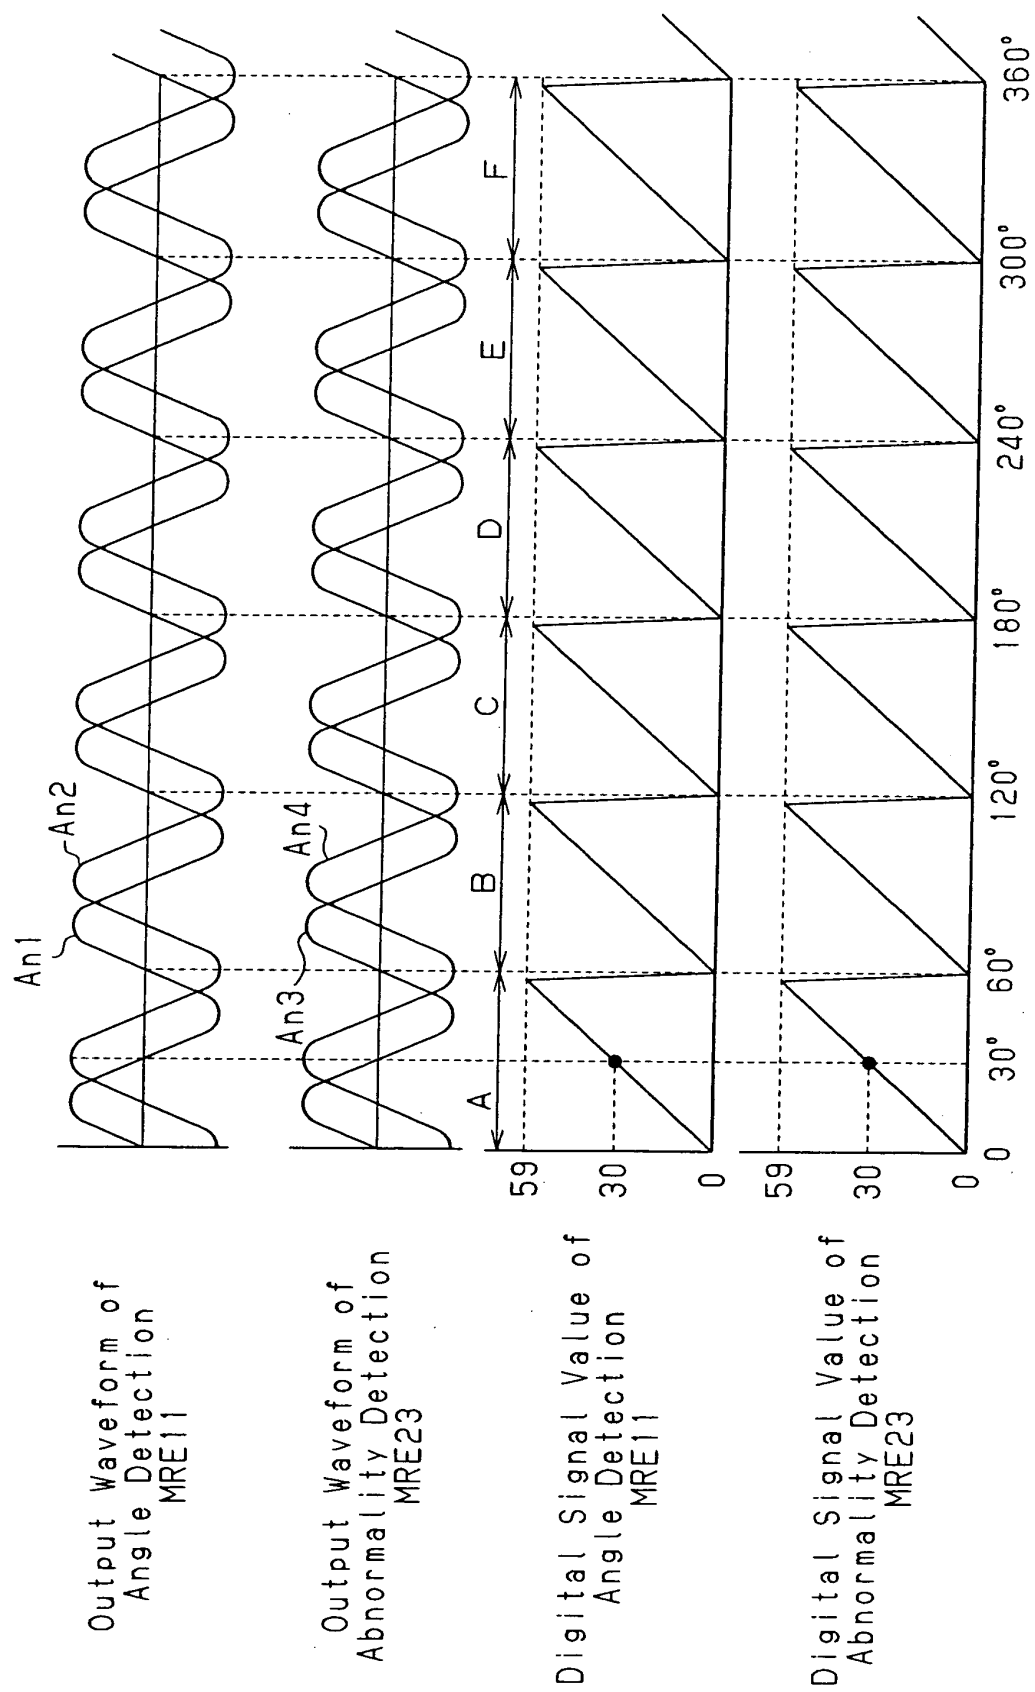 Output Waveform of
Angle Detection
MRE11
An1
An2
Output Waveform of
Abnormality Detection
MRE23
An3
An4
A
B
C
D
E
F
Digital Signal Value of
Angle Detection
MRE11
59
30
0
Digital Signal Value of
Abnormality Detection
MRE23
59
30
0
0
30°
60°
120°
180°
240°
300°
360°